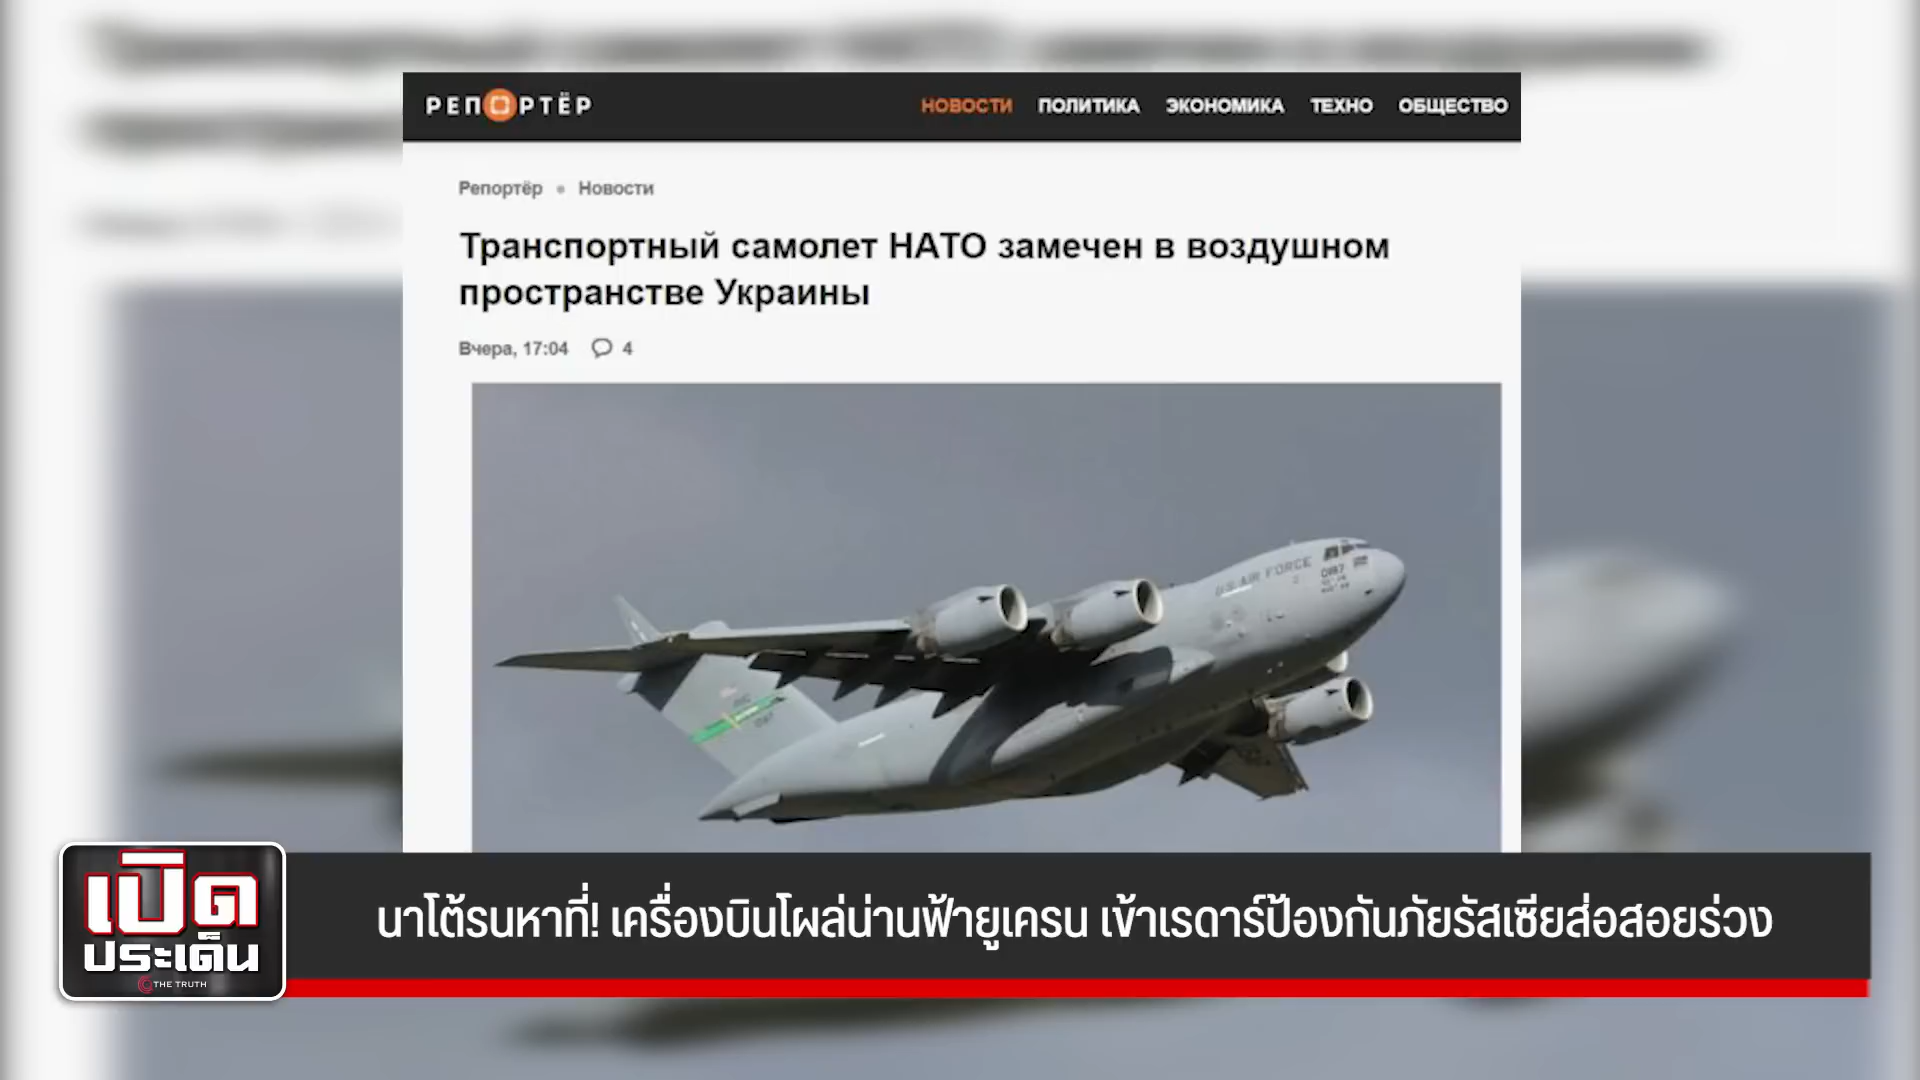 РЕПОРТЁР
НОВОСТИ ПОЛИТИКА ЭКОНОМИКА ТЕХНО ОБЩЕСТВО
Репортёр • Новости
Транспортный самолет НАТО замечен в воздушном
пространстве Украины
Вчера, 17:04 4
U.S. AIR FORCE
0187
เปิด
ประเด็น
THE TRUTH
นาโต้รนหาที่! เครื่องบินโผล่น่านฟ้ายูเครน เข้าเรดาร์ป้องกันภัยรัสเซียส่อสอยร่วง